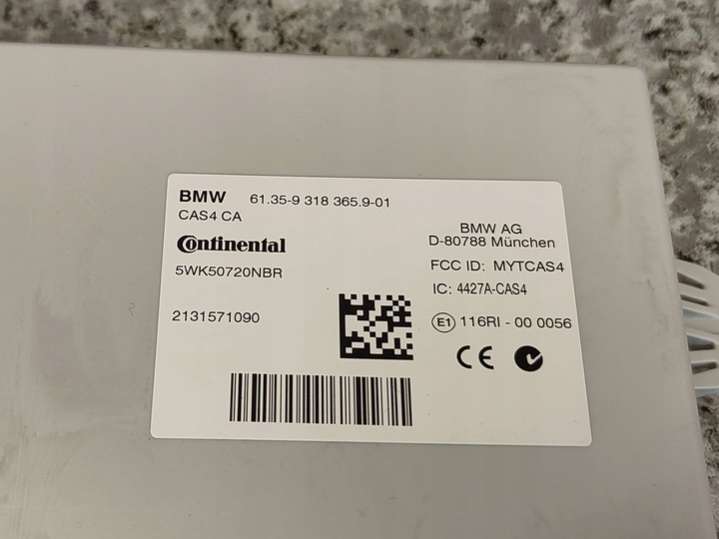 BMW 61.35-9 318 365.9-01
CAS4 CA
Continental
5WK50720NBR
2131571090
BMW AG
D-80788 München
FCC ID: MYTCAS4
IC: 4427A-CAS4
E1 116RI - 00 0056
CE